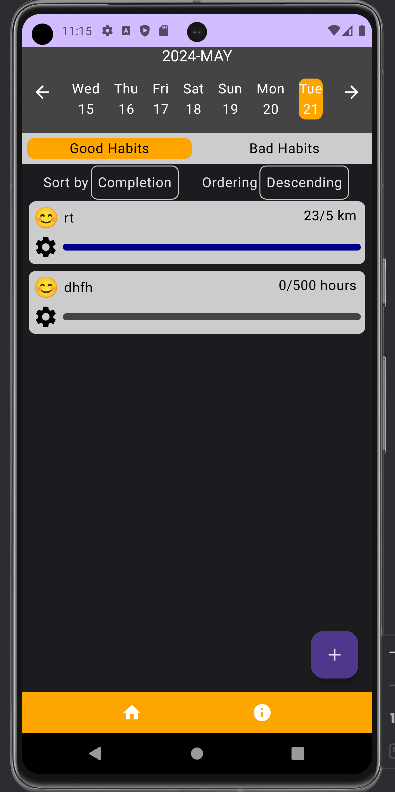 11:15
2024-MAY
Wed Thu Fri Sat Sun Mon Tue
15 16 17 18 19 20 21
Good Habits Bad Habits
Sort by Completion Ordering Descending
rt 23/5 km
dhfh 0/500 hours